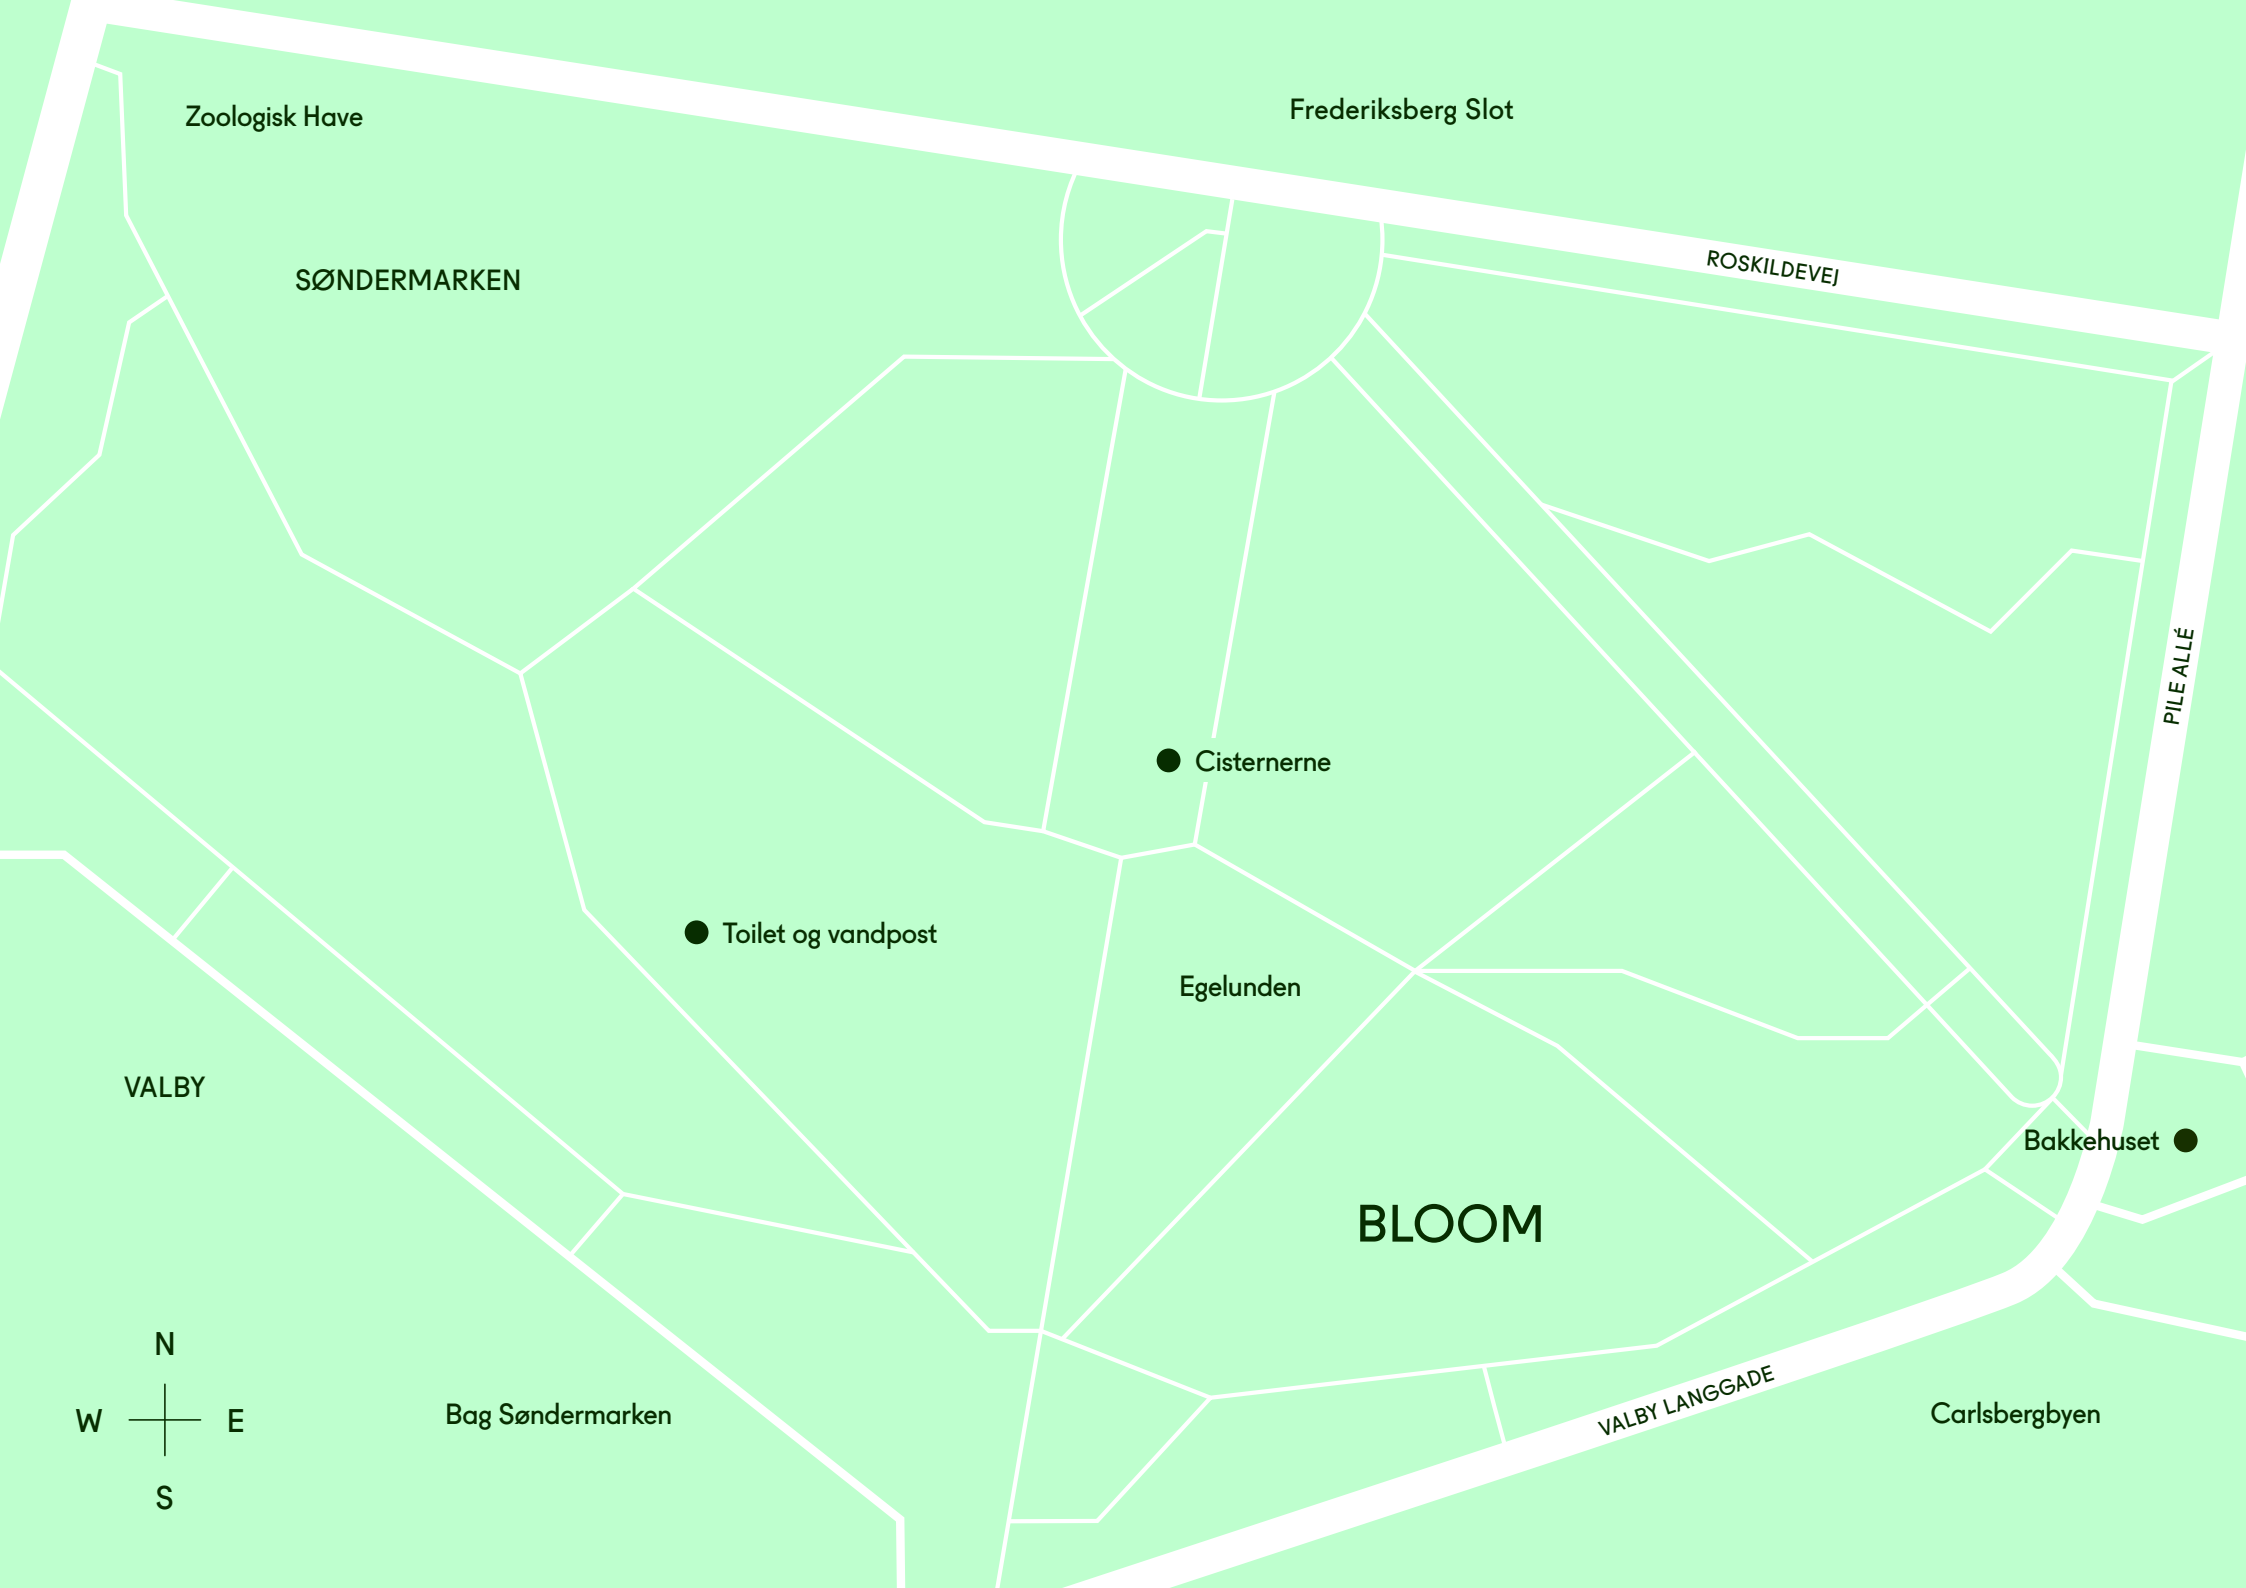 Zoologisk Have
Frederiksberg Slot
SØNDERMARKEN
ROSKILDEVEJ
PILE ALLÉ
Cisternerne
Toilet og vandpost
Egelunden
VALBY
Bakkehuset
BLOOM
N
W E
S
Bag Søndermarken
VALBY LANGGADE
Carlsbergbyen